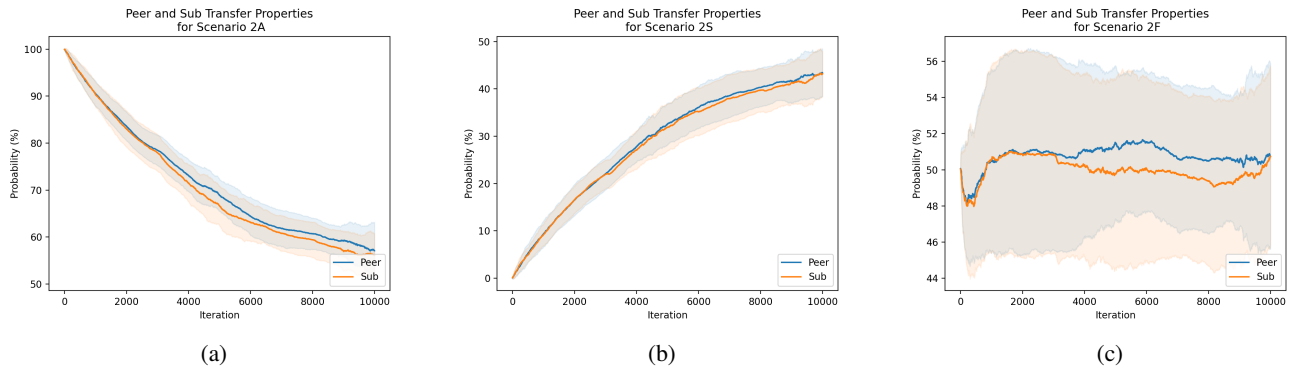 Peer and Sub Transfer Properties
for Scenario 2A
100
90
80
70
60
50
Probability (%)
0 2000 4000 6000 8000 10000
Iteration
Peer
Sub
(a)
Peer and Sub Transfer Properties
for Scenario 2S
50
40
30
20
10
0
Probability (%)
0 2000 4000 6000 8000 10000
Iteration
Peer
Sub
(b)
Peer and Sub Transfer Properties
for Scenario 2F
56
54
52
50
48
46
44
Probability (%)
0 2000 4000 6000 8000 10000
Iteration
Peer
Sub
(c)